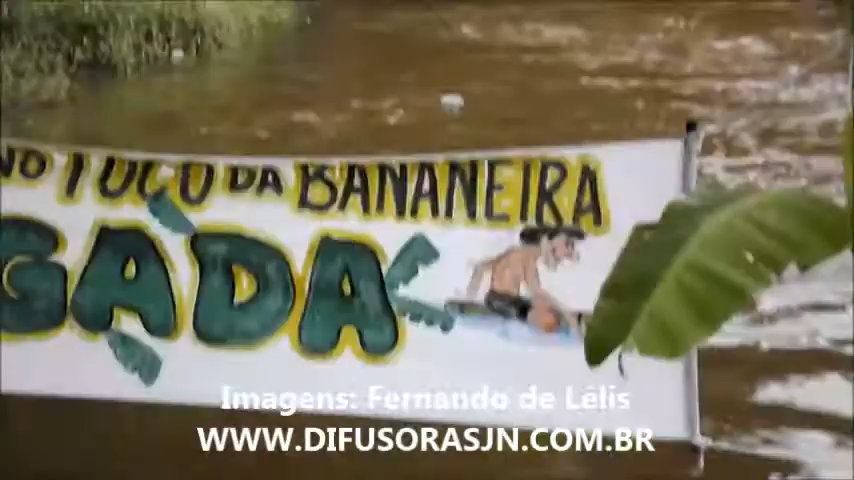 NO TOCO DA BANANEIRA
GADA
Imagens: Fernando de Lélis
WWW.DIFUSORASJN.COM.BR